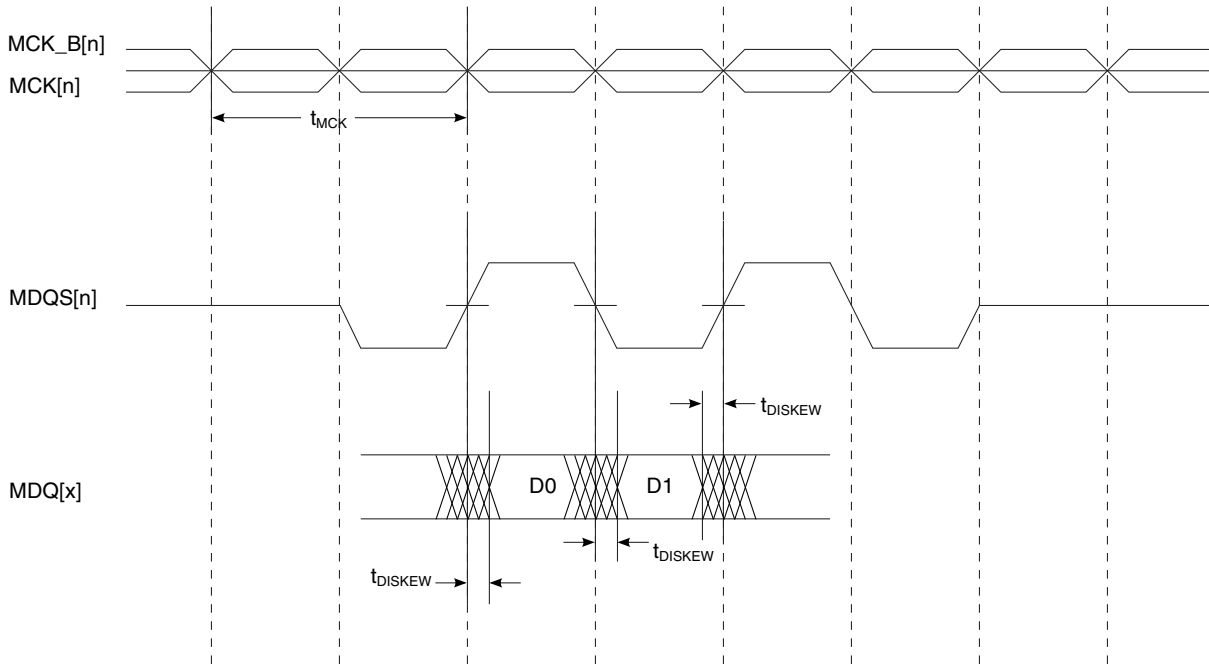 MCK_B[n]
MCK[n]
tMCK
MDQS[n]
tDISKEW
MDQ[x]
D0
D1
tDISKEW
tDISKEW